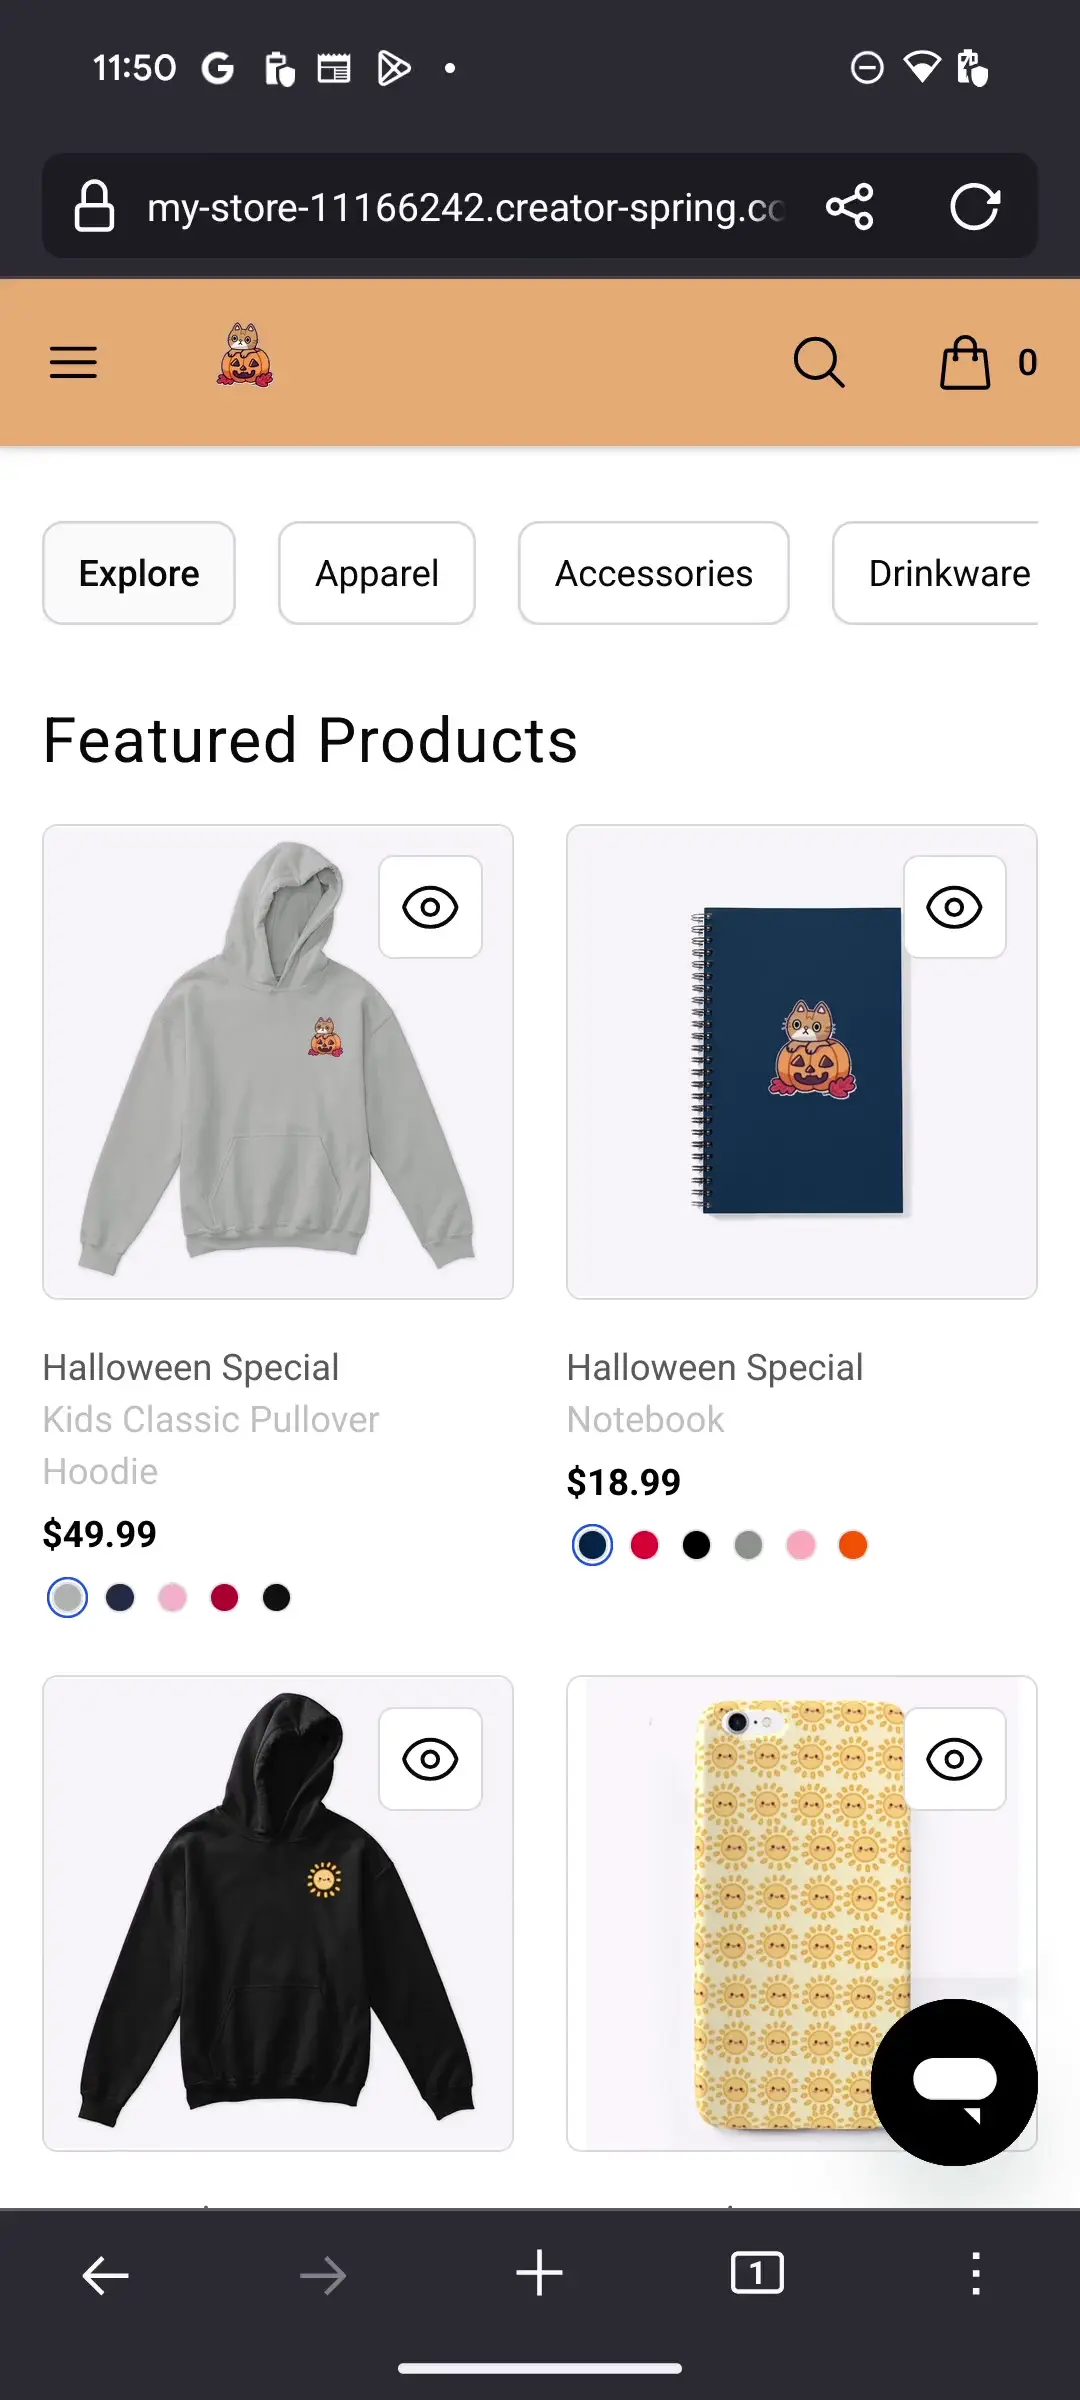 11:50
my-store-11166242.creator-spring.co
0
Explore
Apparel
Accessories
Drinkware
Featured Products
Halloween Special
Kids Classic Pullover
Hoodie
$49.99
Halloween Special
Notebook
$18.99
1